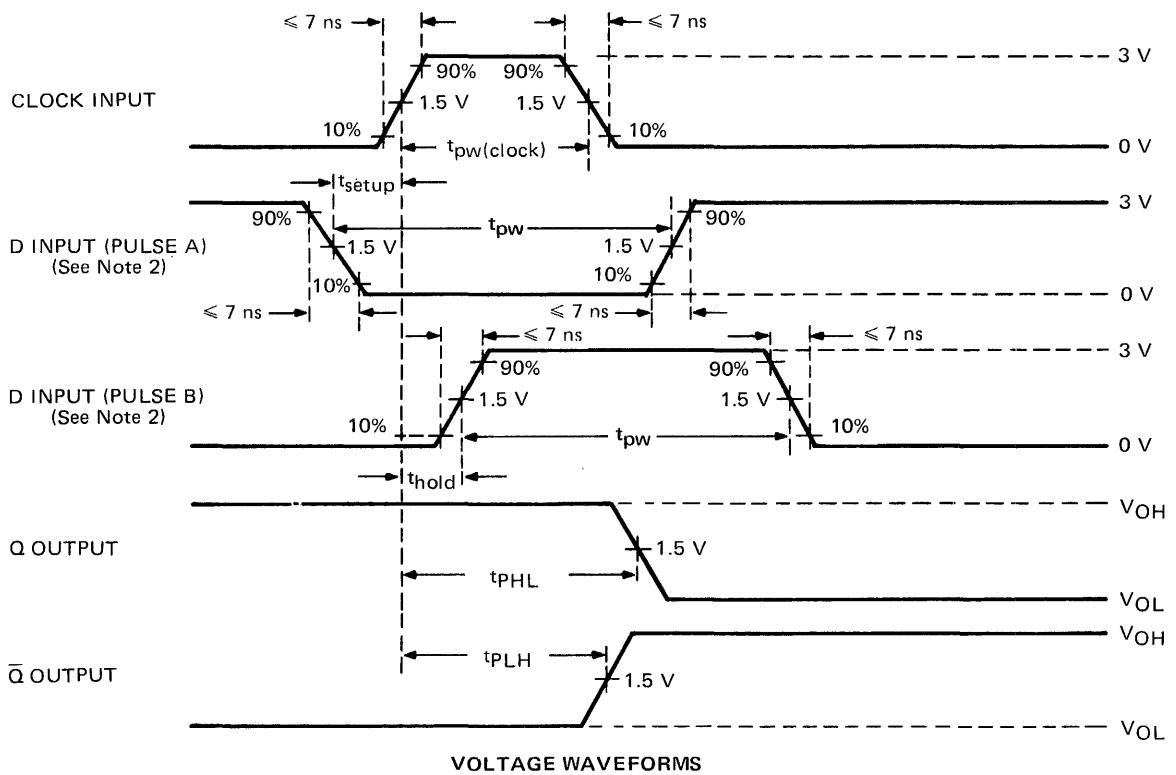 ⩽ 7 ns
⩽ 7 ns
3 V
90%
90%
CLOCK INPUT
1.5 V
1.5 V
10%
10%
tpw(clock)
0 V
tsetup
3 V
90%
tpw
90%
D INPUT (PULSE A)
(See Note 2)
1.5 V
1.5 V
10%
10%
0 V
⩽ 7 ns
⩽ 7 ns
⩽ 7 ns
⩽ 7 ns
3 V
90%
90%
D INPUT (PULSE B)
(See Note 2)
1.5 V
1.5 V
10%
10%
tpw
0 V
thold
VOH
Q OUTPUT
1.5 V
tPHL
VOL
VOH
tPLH
Q̅ OUTPUT
1.5 V
VOL
VOLTAGE WAVEFORMS